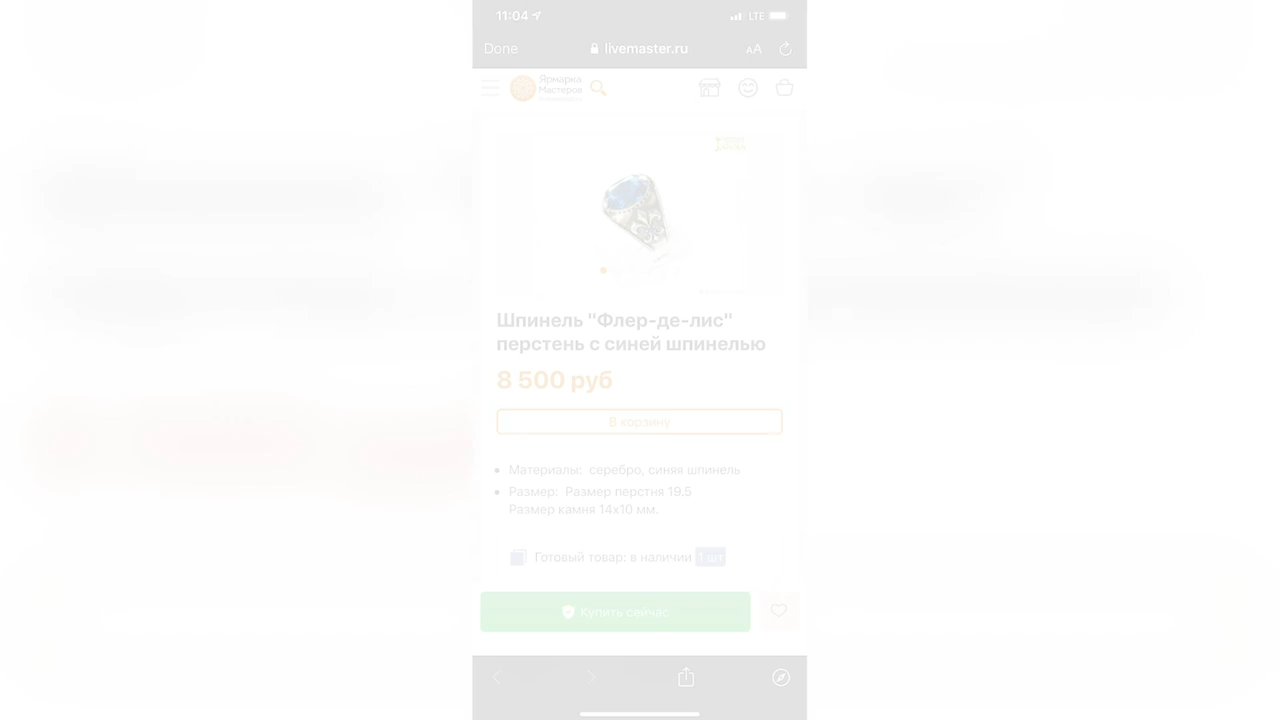 11:04
LTE
Done
livemaster.ru
AA
Ярмарка
Мастеров
Шпинель "Флер-де-лис"
перстень с синей шпинелью
8 500 руб
В корзину
Материалы: серебро, синяя шпинель
Размер: Размер перстня 19.5
Размер камня 14х10 мм.
Готовый товар: в наличии 1 шт
Купить сейчас